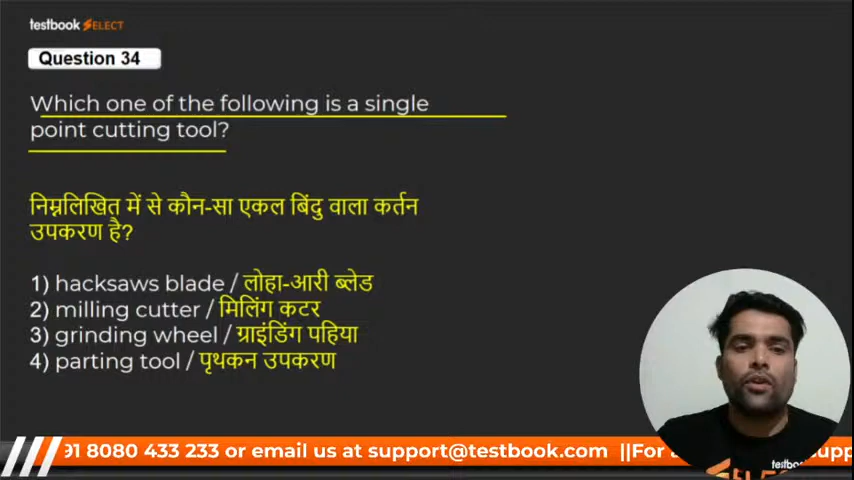 testbook SELECT
Question 34
Which one of the following is a single
point cutting tool?
निम्नलिखित में से कौन-सा एकल बिंदु वाला कर्तन
उपकरण है?
1) hacksaws blade / लोहा-आरी ब्लेड
2) milling cutter / मिलिंग कटर
3) grinding wheel / ग्राइंडिंग पहिया
4) parting tool / पृथकन उपकरण
91 8080 433 233 or email us at support@testbook.com ||For a